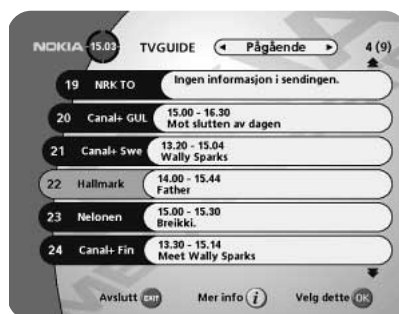 NOKIA 15.03 TVGUIDE Pågående 4 (9)
19 NRK TO Ingen informasjon i sendingen.
20 Canal+ GUL 15.00 - 16.30
Mot slutten av dagen
21 Canal+ Swe 13.20 - 15.04
Wally Sparks
22 Hallmark 14.00 - 15.44
Father
23 Nelonen 15.00 - 15.30
Breikki.
24 Canal+ Fin 13.30 - 15.14
Meet Wally Sparks
Avslutt EXIT Mer info i Velg dette OK